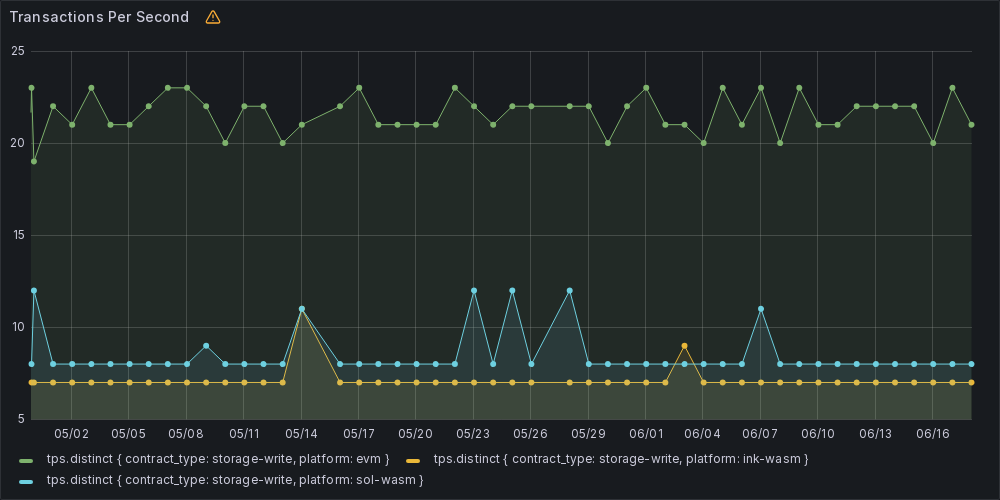 Transactions Per Second
25
20
15
10
5
05/02 05/05 05/08 05/11 05/14 05/17 05/20 05/23 05/26 05/29 06/01 06/04 06/07 06/10 06/13 06/16
tps.distinct { contract_type: storage-write, platform: evm } tps.distinct { contract_type: storage-write, platform: ink-wasm }
tps.distinct { contract_type: storage-write, platform: sol-wasm }